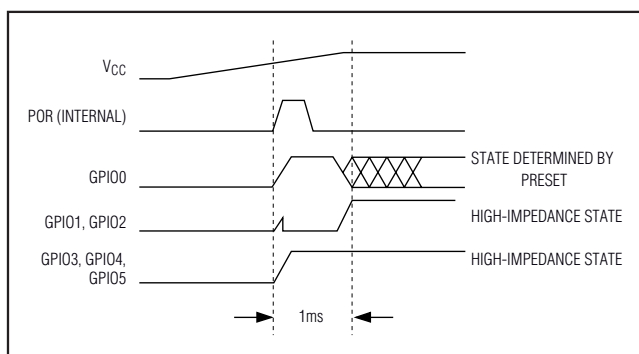 VCC
POR (INTERNAL)
GPIO0
STATE DETERMINED BY
PRESET
GPIO1, GPIO2
HIGH-IMPEDANCE STATE
GPIO3, GPIO4,
GPIO5
HIGH-IMPEDANCE STATE
1ms